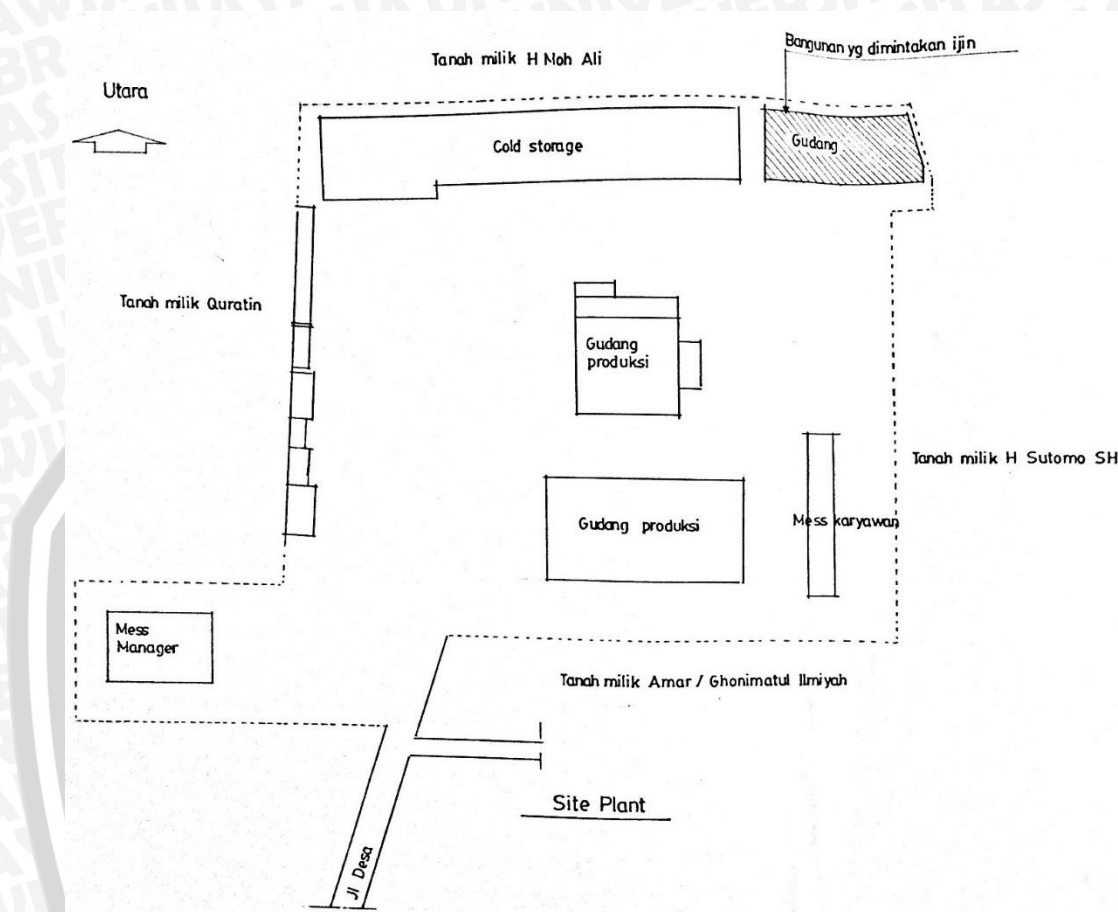 Bangunan yg dimintakan ijin
Tanah milik H Moh Ali
Utara
Cold storage
Gudang
Tanah milik Quratin
Gudang
produksi
Tanah milik H Sutomo SH
Gudang produksi
Mess karyawan
Mess
Manager
Tanah milik Amar / Ghonimatul Ilmiyah
Site Plant
Jl Desa